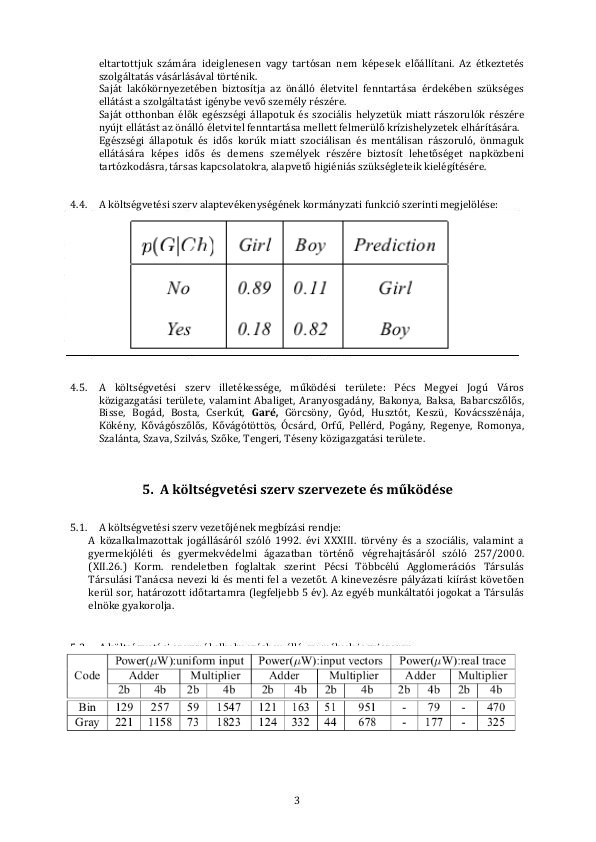 eltartottjuk számára ideiglenesen vagy tartósan nem képesek előállítani. Az étkeztetés
szolgáltatás vásárlásával történik.
Saját lakókörnyezetében biztosítja az önálló életvitel fenntartása érdekében szükséges
ellátást a szolgáltatást igénybe vevő személy részére.
Saját otthonban élők egészségi állapotuk és szociális helyzetük miatt rászorulók részére
nyújt ellátást az önálló életvitel fenntartása mellett felmerülő krízishelyzetek elhárítására.
Egészségi állapotuk és idős korúk miatt szociálisan és mentálisan rászoruló, önmaguk
ellátására képes idős és demens személyek részére biztosít lehetőséget napközbeni
tartózkodásra, társas kapcsolatokra, alapvető higiéniás szükségleteik kielégítésére.
4.4. A költségvetési szerv alaptevékenységének kormányzati funkció szerinti megjelölése:
p(G|Ch) Girl Boy Prediction
No 0.89 0.11 Girl
Yes 0.18 0.82 Boy
4.5. A költségvetési szerv illetékessége, működési területe: Pécs Megyei Jogú Város
közigazgatási területe, valamint Abaliget, Aranyosgadány, Bakonya, Baksa, Babarcszőlős,
Bisse, Bogád, Bosta, Cserkút, Garé, Görcsöny, Gyód, Husztót, Keszü, Kovácsszénája,
Kökény, Kővágószőlős, Kővágótöttös, Ócsárd, Orfű, Pellérd, Pogány, Regenye, Romonya,
Szalánta, Szava, Szilvás, Szőke, Tengeri, Téseny közigazgatási területe.
5. A költségvetési szerv szervezete és működése
5.1. A költségvetési szerv vezetőjének megbízási rendje:
A közalkalmazottak jogállásáról szóló 1992. évi XXXIII. törvény és a szociális, valamint a
gyermekjóléti és gyermekvédelmi ágazatban történő végrehajtásáról szóló 257/2000.
(XII.26.) Korm. rendeletben foglaltak szerint Pécsi Többcélú Agglomerációs Társulás
Társulási Tanácsa nevezi ki és menti fel a vezetőt. A kinevezésre pályázati kiírást követően
kerül sor, határozott időtartamra (legfeljebb 5 év). Az egyéb munkáltatói jogokat a Társulás
elnöke gyakorolja.
Code Power(μW):uniform input Power(μW):input vectors Power(μW):real trace
Adder Multiplier Adder Multiplier Adder Multiplier
2b 4b 2b 4b 2b 4b 2b 4b 2b 4b 2b 4b
Bin 129 257 59 1547 121 163 51 951 - 79 - 470
Gray 221 1158 73 1823 124 332 44 678 - 177 - 325
3